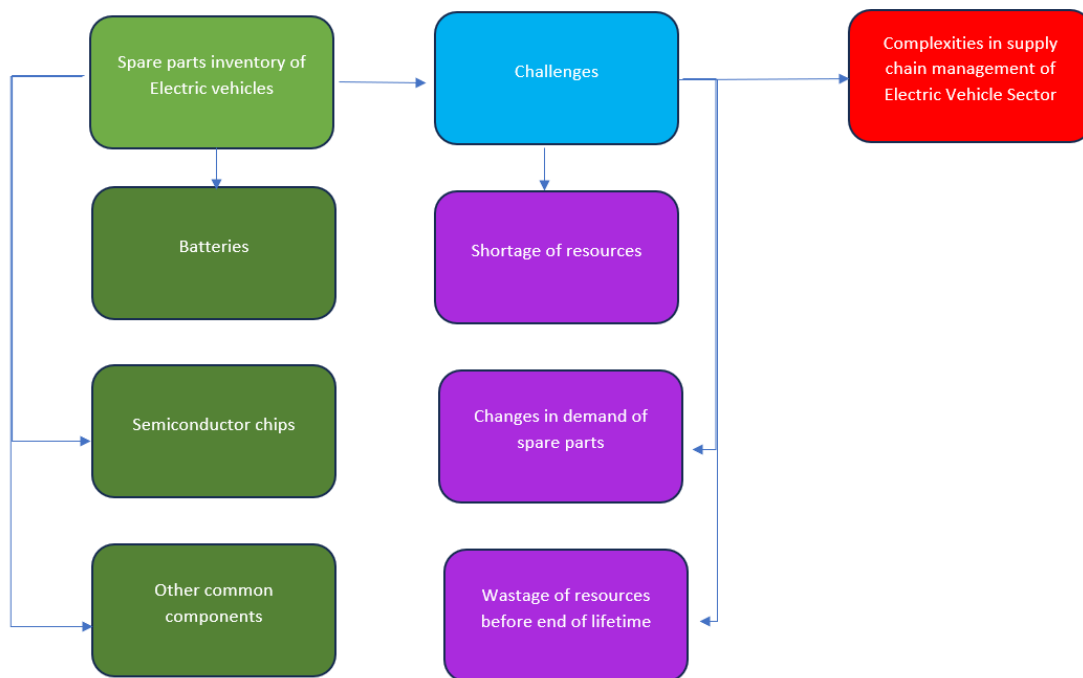 Spare parts inventory of
Electric vehicles
Challenges
Complexities in supply
chain management of
Electric Vehicle Sector
Batteries
Shortage of resources
Semiconductor chips
Changes in demand of
spare parts
Other common
components
Wastage of resources
before end of lifetime